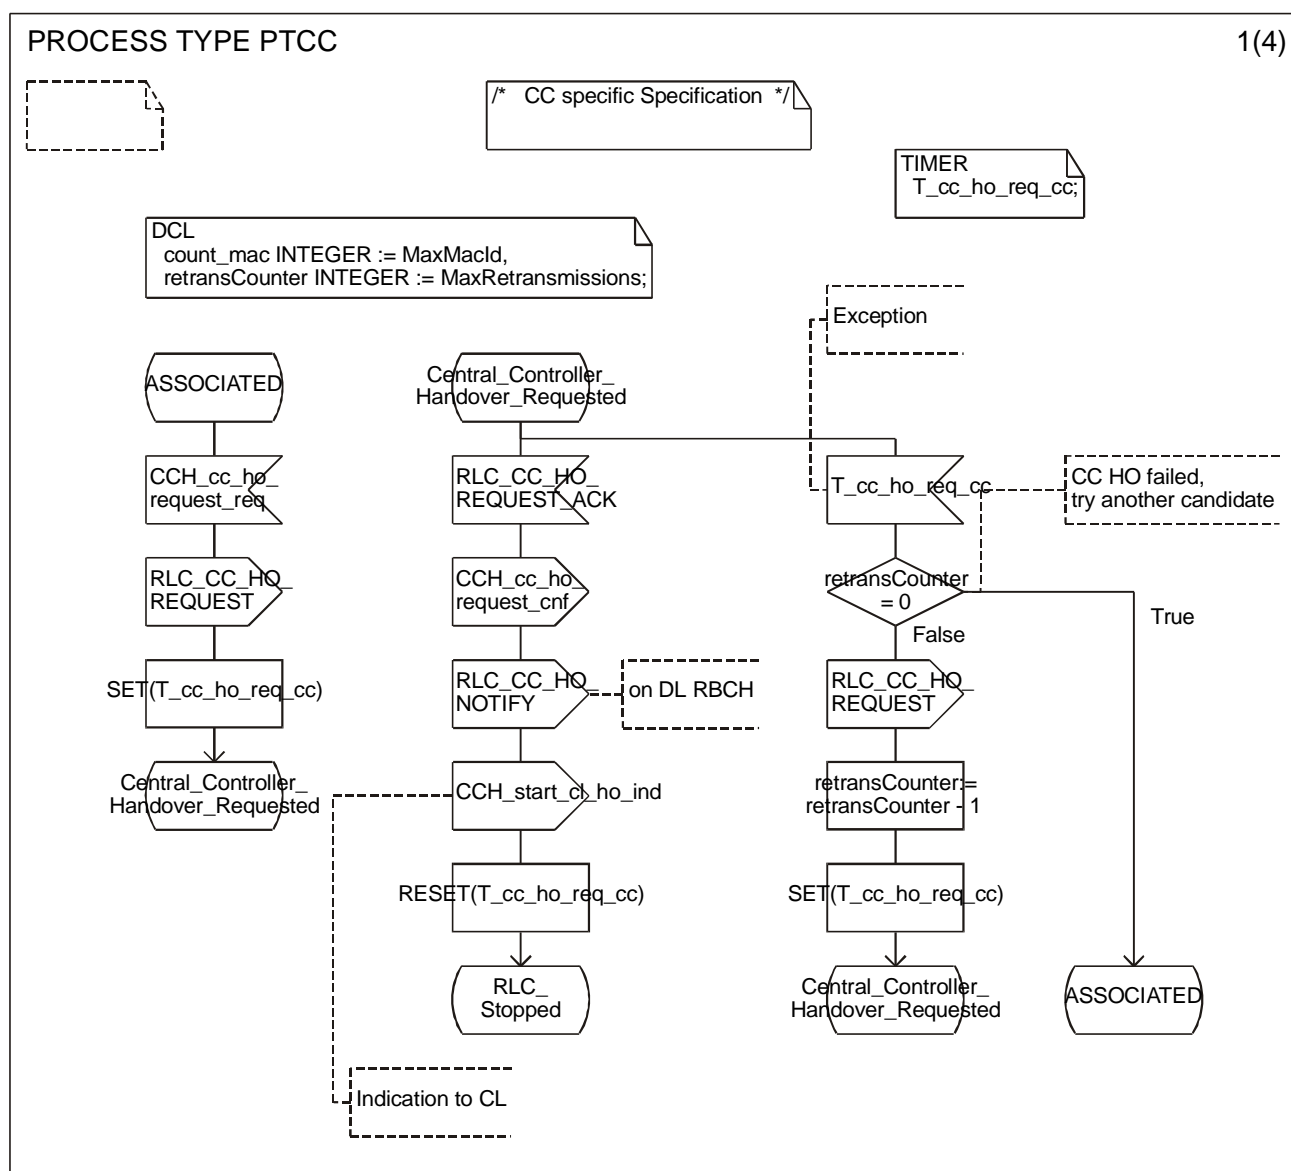 PROCESS TYPE PTCC
1(4)
/* CC specific Specification */
TIMER
T_cc_ho_req_cc;
DCL
count_mac INTEGER := MaxMacId,
retransCounter INTEGER := MaxRetransmissions;
Exception
ASSOCIATED
CCH_cc_ho_
request_req
RLC_CC_HO_
REQUEST
SET(T_cc_ho_req_cc)
Central_Controller_
Handover_Requested
Central_Controller_
Handover_Requested
RLC_CC_HO_
REQUEST_ACK
CCH_cc_ho_
request_cnf
RLC_CC_HO_
NOTIFY
on DL RBCH
CCH_start_cl_ho_ind
RESET(T_cc_ho_req_cc)
RLC_
Stopped
Indication to CL
T_cc_ho_req_cc
CC HO failed,
try another candidate
retransCounter
= 0
True
False
RLC_CC_HO_
REQUEST
retransCounter:=
retransCounter - 1
SET(T_cc_ho_req_cc)
Central_Controller_
Handover_Requested
ASSOCIATED